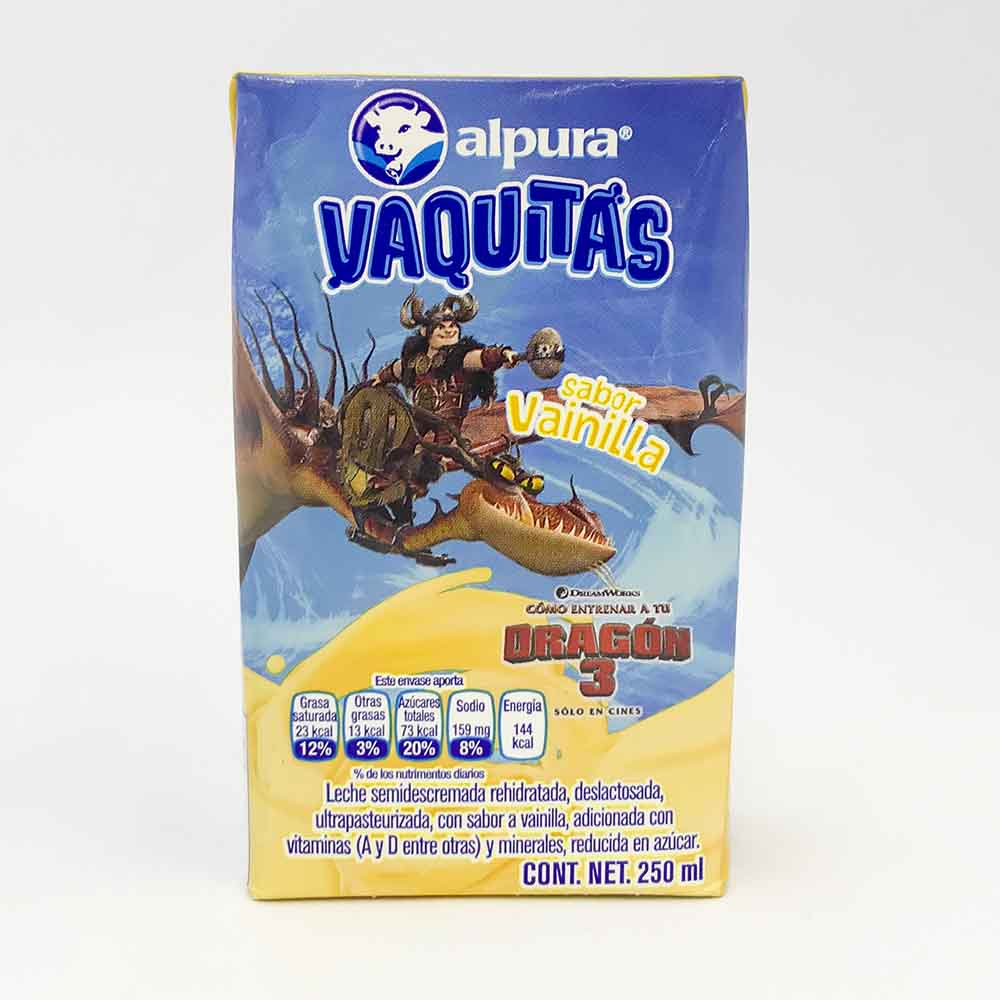 alpura®
VAQUITAS
sabor
Vainilla
DREAMWORKS
CÓMO ENTRENAR A TU
DRAGÓN
3
SÓLO EN CINES
Este envase aporta
Grasa saturada 23 kcal 12%
Otras grasas 13 kcal 3%
Azúcares totales 73 kcal 20%
Sodio 159 mg 8%
Energía 144 kcal
% de los nutrimentos diarios
Leche semidescremada rehidratada, deslactosada,
ultrapasteurizada, con sabor a vainilla, adicionada con
vitaminas (A y D entre otras) y minerales, reducida en azúcar.
CONT. NET. 250 ml